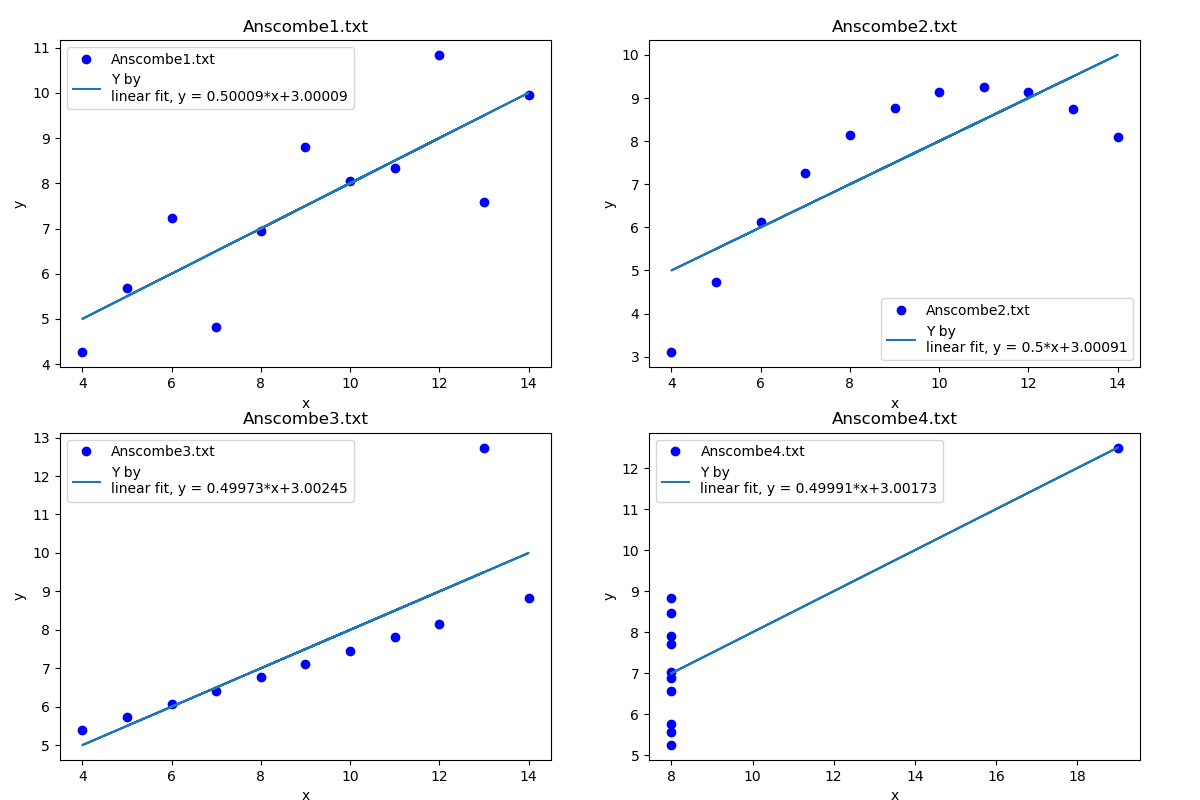 Anscombe1.txt
11
10
9
8
7
6
5
4
y
Anscombe1.txt
Y by
linear fit, y = 0.50009*x+3.00009
4 6 8 10 12 14
x
Anscombe2.txt
10
9
8
7
6
5
4
3
y
Anscombe2.txt
Y by
linear fit, y = 0.5*x+3.00091
4 6 8 10 12 14
x
Anscombe3.txt
13
12
11
10
9
8
7
6
5
y
Anscombe3.txt
Y by
linear fit, y = 0.49973*x+3.00245
4 6 8 10 12 14
x
Anscombe4.txt
12
11
10
9
8
7
6
5
y
Anscombe4.txt
Y by
linear fit, y = 0.49991*x+3.00173
8 10 12 14 16 18
x